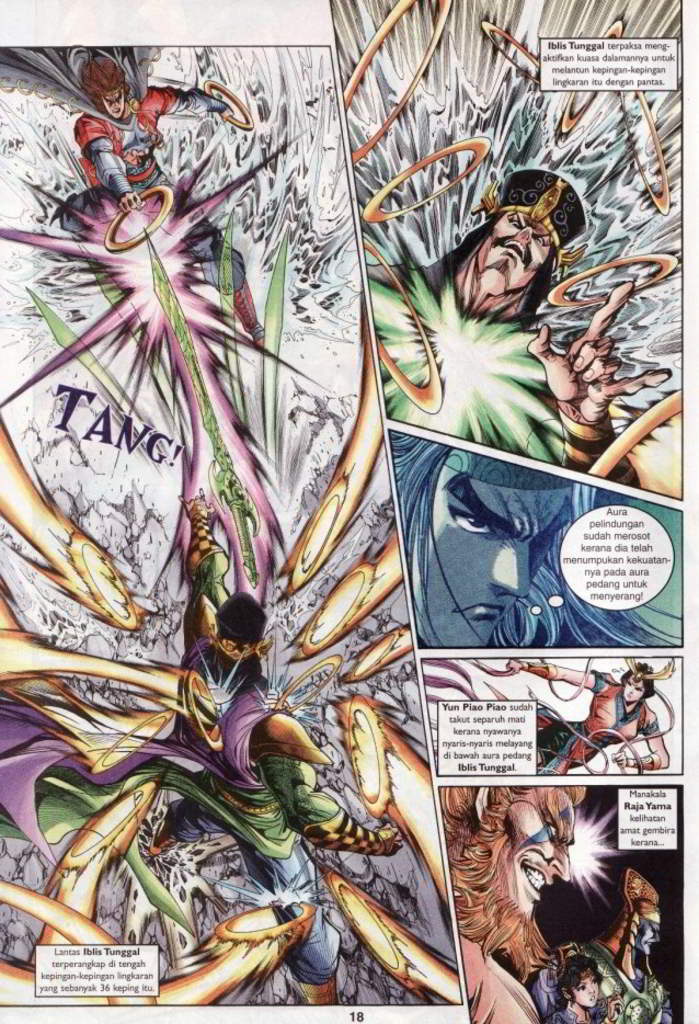 TANG!
Lantas Iblis Tunggal
terperangkap di tengah
kepingan-kepingan lingkaran
yang sebanyak 36 keping itu.
Iblis Tunggal terpaksa meng-
aktifkan kuasa dalamannya untuk
melantun kepingan-kepingan
lingkaran itu dengan pantas.
Aura
pelindungan
sudah merosot
kerana dia telah
menumpukan kekuatan-
nya pada aura
pedang untuk
menyerang!
Yun Piao Piao sudah
takut separuh mati
kerana nyawanya
nyaris-nyaris melayang
di bawah aura pedang
Iblis Tunggal.
Manakala
Raja Yama
kelihatan
amat gembira
kerana...
18